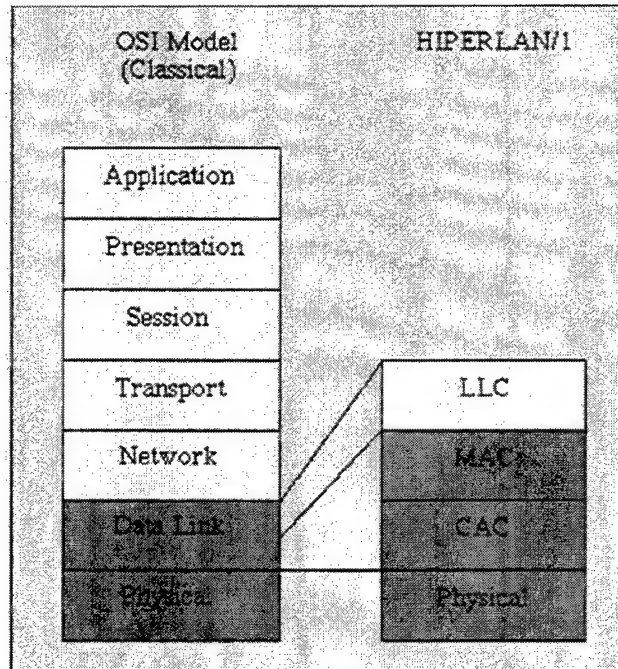 OSI Model
(Classical)
HIPERLAN/1
Application
Presentation
Session
Transport
Network
Data Link
Physical
LLC
MAC
CAC
Physical